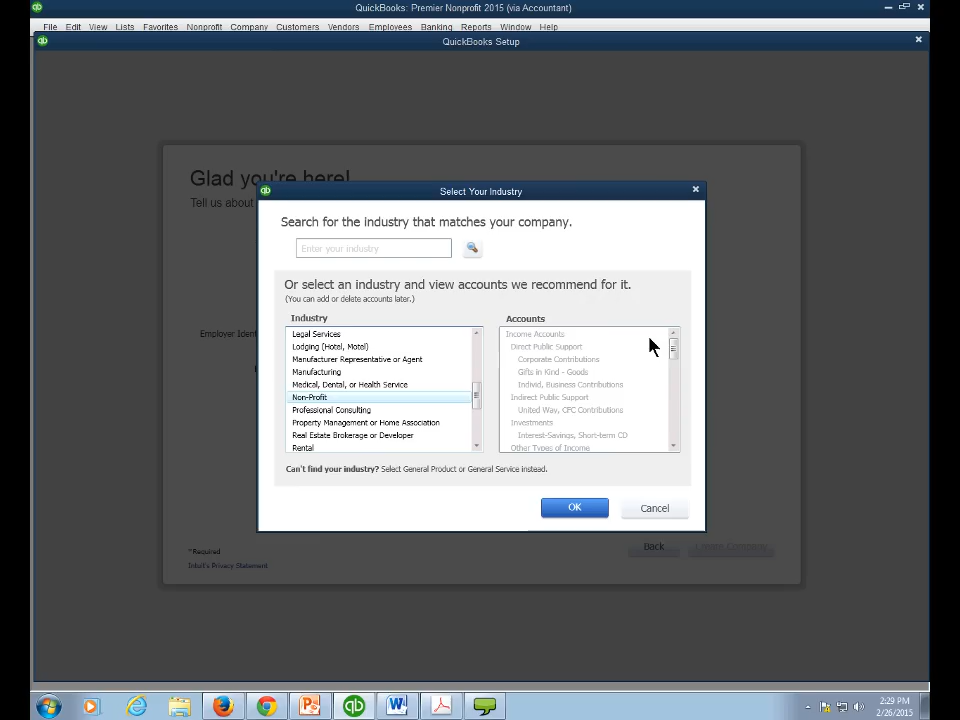 QuickBooks: Premier Nonprofit 2015 (via Accountant)
File Edit View Lists Favorites Nonprofit Company Customers Vendors Employees Banking Reports Window Help
QuickBooks Setup
Glad you're here!
Tell us about
Select Your Industry
Search for the industry that matches your company.
Enter your industry
Or select an industry and view accounts we recommend for it.
(You can add or delete accounts later.)
Industry
Legal Services
Lodging (Hotel, Motel)
Manufacturer Representative or Agent
Manufacturing
Medical, Dental, or Health Service
Non-Profit
Professional Consulting
Property Management or Home Association
Real Estate Brokerage or Developer
Rental
Accounts
Income Accounts
Direct Public Support
Corporate Contributions
Gifts in Kind - Goods
Individ, Business Contributions
Indirect Public Support
United Way, CFC Contributions
Investments
Interest-Savings, Short-term CD
Other Types of Income
Employer Ident
Can't find your industry? Select General Product or General Service instead.
OK Cancel
*Required
Intuit's Privacy Statement
Back Create Company
2:29 PM
2/26/2015